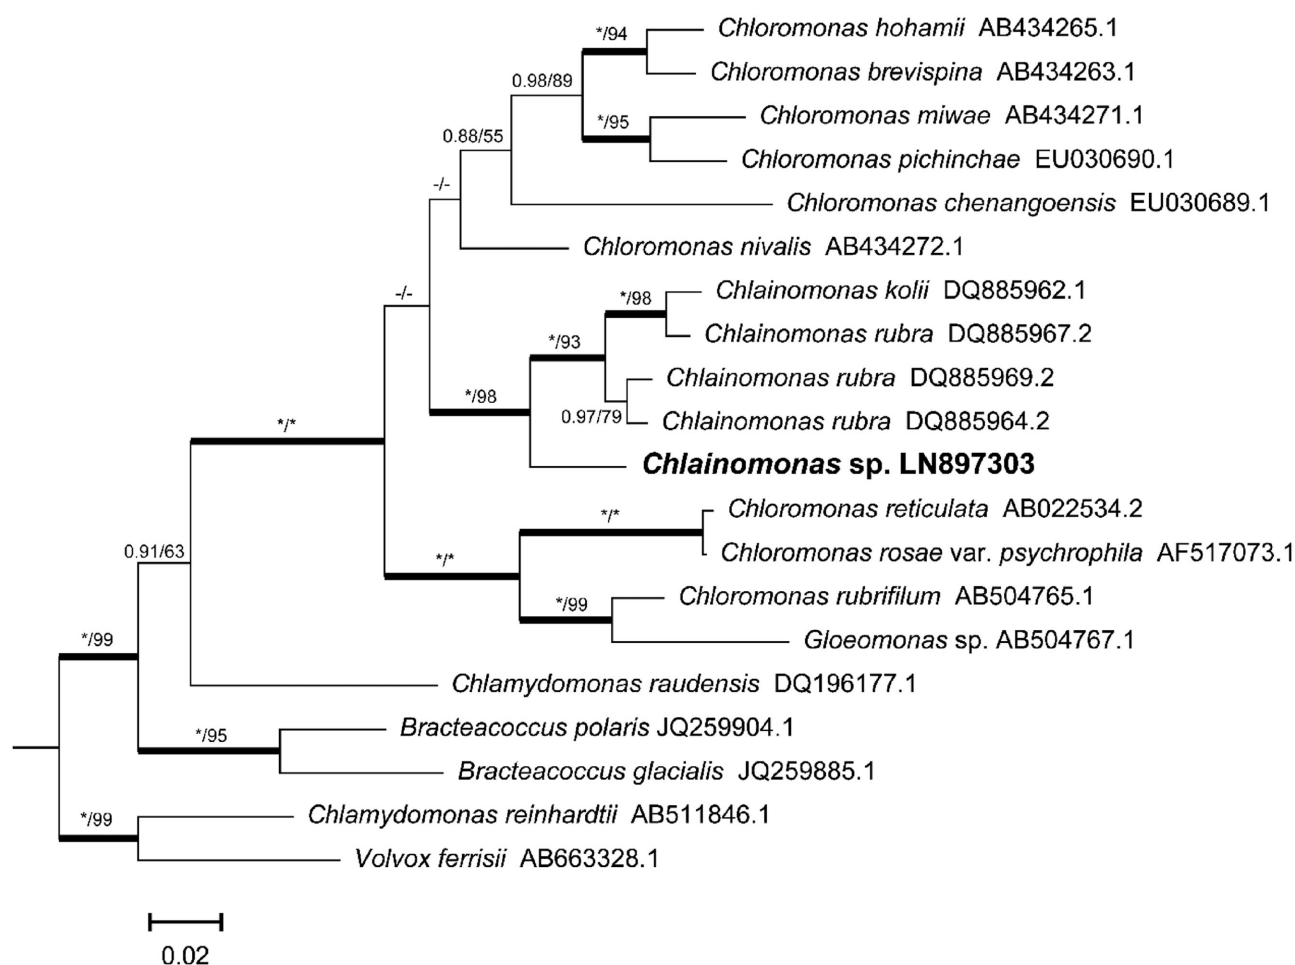 */94
Chloromonas hohamii AB434265.1
Chloromonas brevispina AB434263.1
0.98/89
*/95
Chloromonas miwae AB434271.1
Chloromonas pichinchae EU030690.1
0.88/55
Chloromonas chenangoensis EU030689.1
-/-
Chloromonas nivalis AB434272.1
-/-
*/98
Chlainomonas kolii DQ885962.1
Chlainomonas rubra DQ885967.2
*/93
Chlainomonas rubra DQ885969.2
0.97/79
Chlainomonas rubra DQ885964.2
*/98
Chlainomonas sp. LN897303
*/*
*/*
Chloromonas reticulata AB022534.2
Chloromonas rosae var. psychrophila AF517073.1
*/*
*/99
Chloromonas rubrifilum AB504765.1
Gloeomonas sp. AB504767.1
0.91/63
Chlamydomonas raudensis DQ196177.1
*/99
*/95
Bracteacoccus polaris JQ259904.1
Bracteacoccus glacialis JQ259885.1
*/99
Chlamydomonas reinhardtii AB511846.1
Volvox ferrisii AB663328.1
0.02